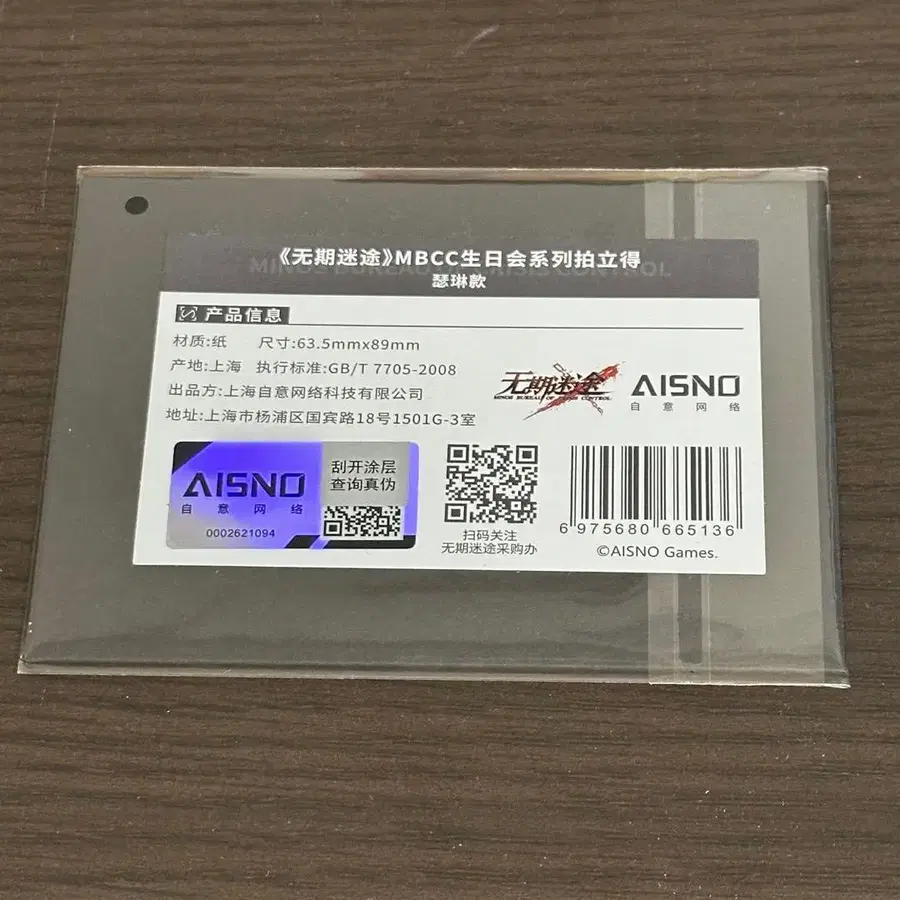 《无期迷途》MBCC生日会系列拍立得
瑟琳款
产品信息
材质:纸 尺寸:63.5mmx89mm
产地:上海 执行标准:GB/T 7705-2008
出品方:上海自意网络科技有限公司
地址:上海市杨浦区国宾路18号1501G-3室
无期迷途
MINOS BUREAU OF CRISIS CONTROL
AISNO
自意网络
AISNO
自意网络
0002621094
刮开涂层
查询真伪
扫码关注
无期迷途采购办
6 975680 665136
©AISNO Games.